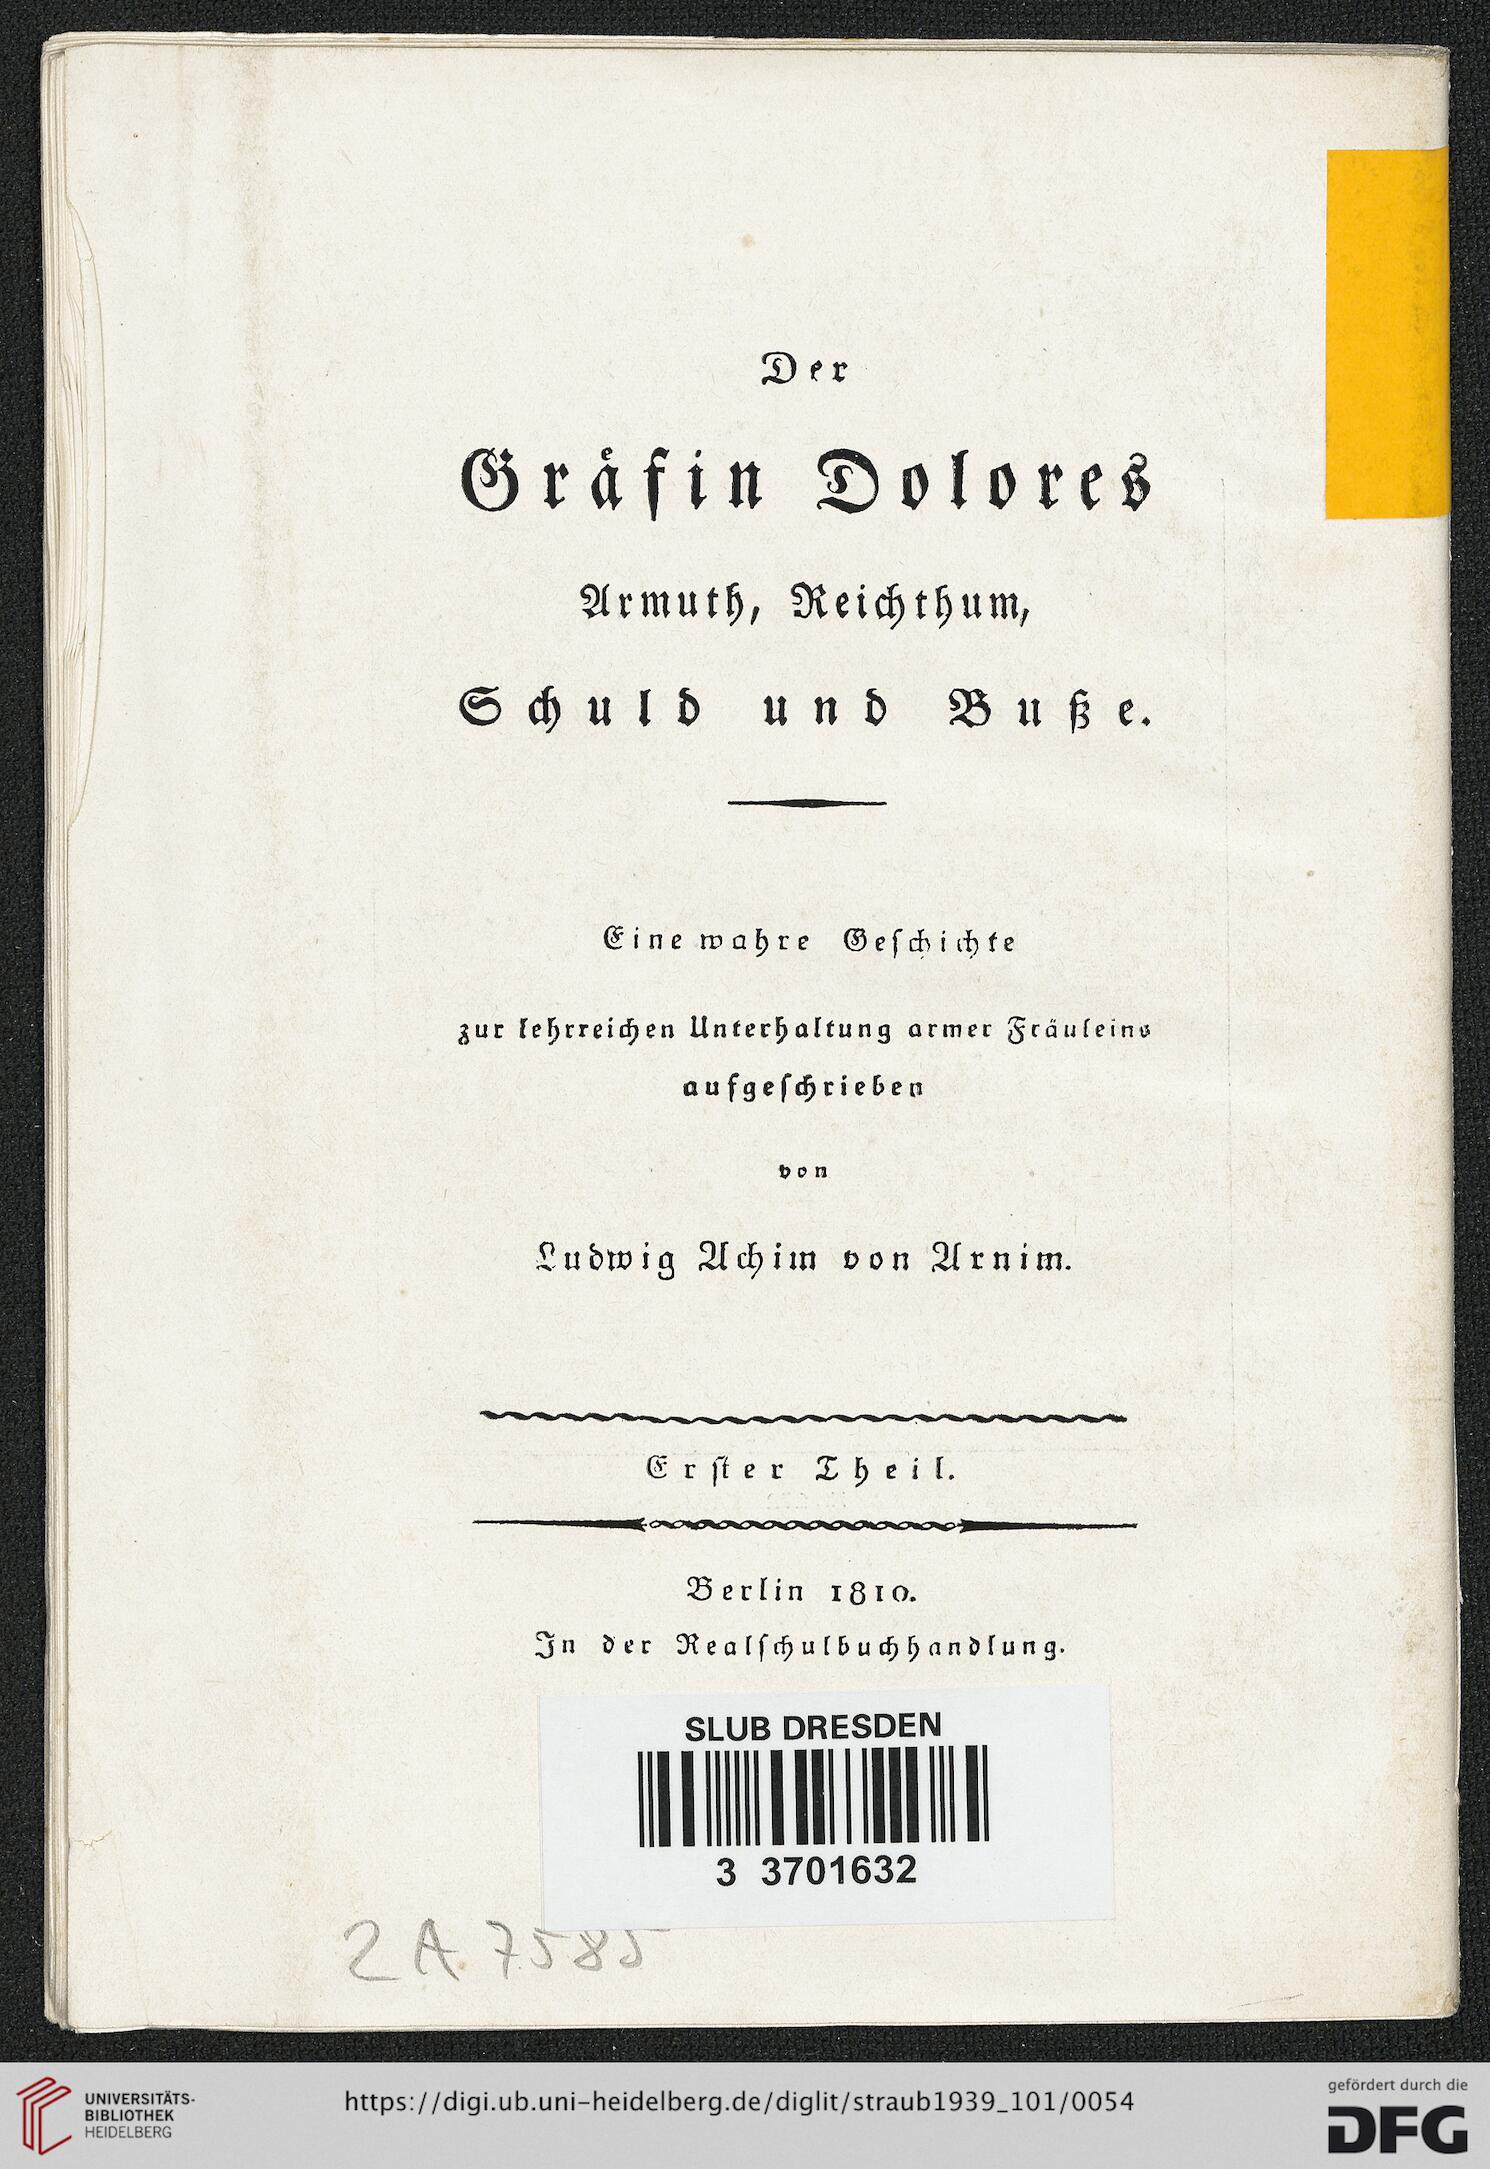 Der
Gräfin Dolores
Armuth, Reichthum,
Schuld und Buße.
Eine wahre Geſchichte
zur lehrreichen Unterhaltung armer Fräuleins
aufgeſchrieben
von
Ludwig Achim von Arnim.
Erſter Theil.
Berlin 1810.
In der Realſchulbuchhandlung.
SLUB DRESDEN
3 3701632
2 A 7585
UNIVERSITÄTS-
BIBLIOTHEK
HEIDELBERG
https://digi.ub.uni-heidelberg.de/diglit/straub1939_101/0054
gefördert durch die
DFG